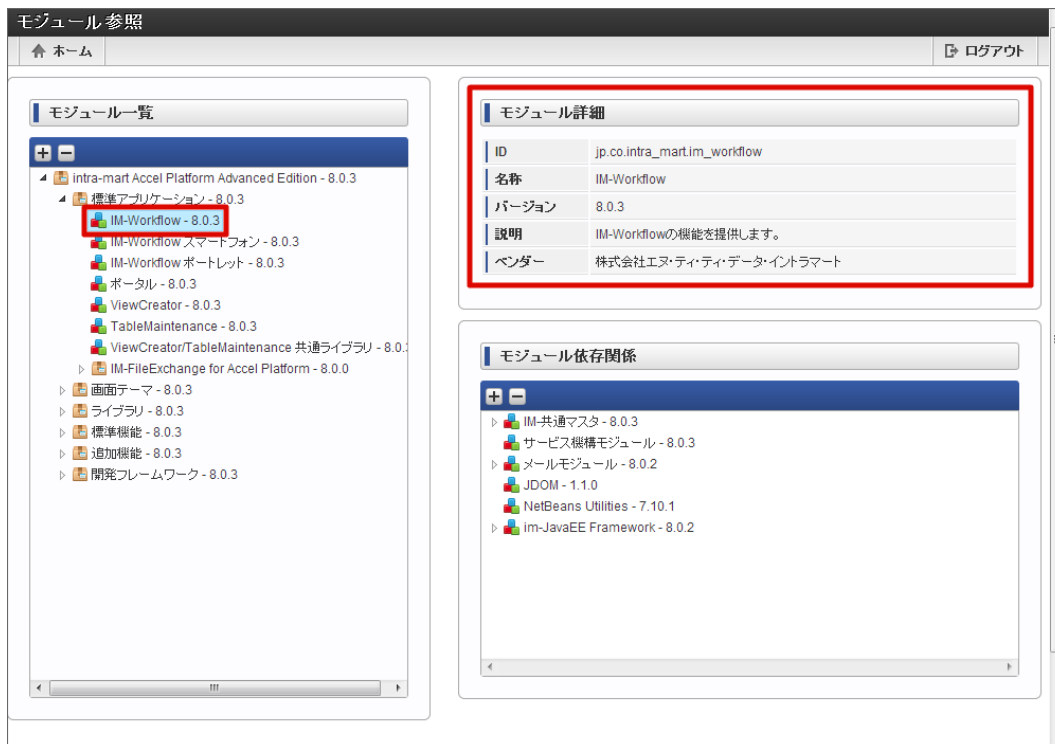 モジュール参照
ホーム
ログアウト
モジュール一覧
intra-mart Accel Platform Advanced Edition - 8.0.3
標準アプリケーション - 8.0.3
IM-Workflow - 8.0.3
IM-Workflow スマートフォン - 8.0.3
IM-Workflow ポートレット - 8.0.3
ポータル - 8.0.3
ViewCreator - 8.0.3
TableMaintenance - 8.0.3
ViewCreator/TableMaintenance 共通ライブラリ - 8.0.
IM-FileExchange for Accel Platform - 8.0.0
画面テーマ - 8.0.3
ライブラリ - 8.0.3
標準機能 - 8.0.3
追加機能 - 8.0.3
開発フレームワーク - 8.0.3
モジュール詳細
ID jp.co.intra_mart.im_workflow
名称 IM-Workflow
バージョン 8.0.3
説明 IM-Workflowの機能を提供します。
ベンダー 株式会社エヌ・ティ・ティ・データ・イントラマート
モジュール依存関係
IM-共通マスタ - 8.0.3
サービス機構モジュール - 8.0.3
メールモジュール - 8.0.2
JDOM - 1.1.0
NetBeans Utilities - 7.10.1
im-JavaEE Framework - 8.0.2